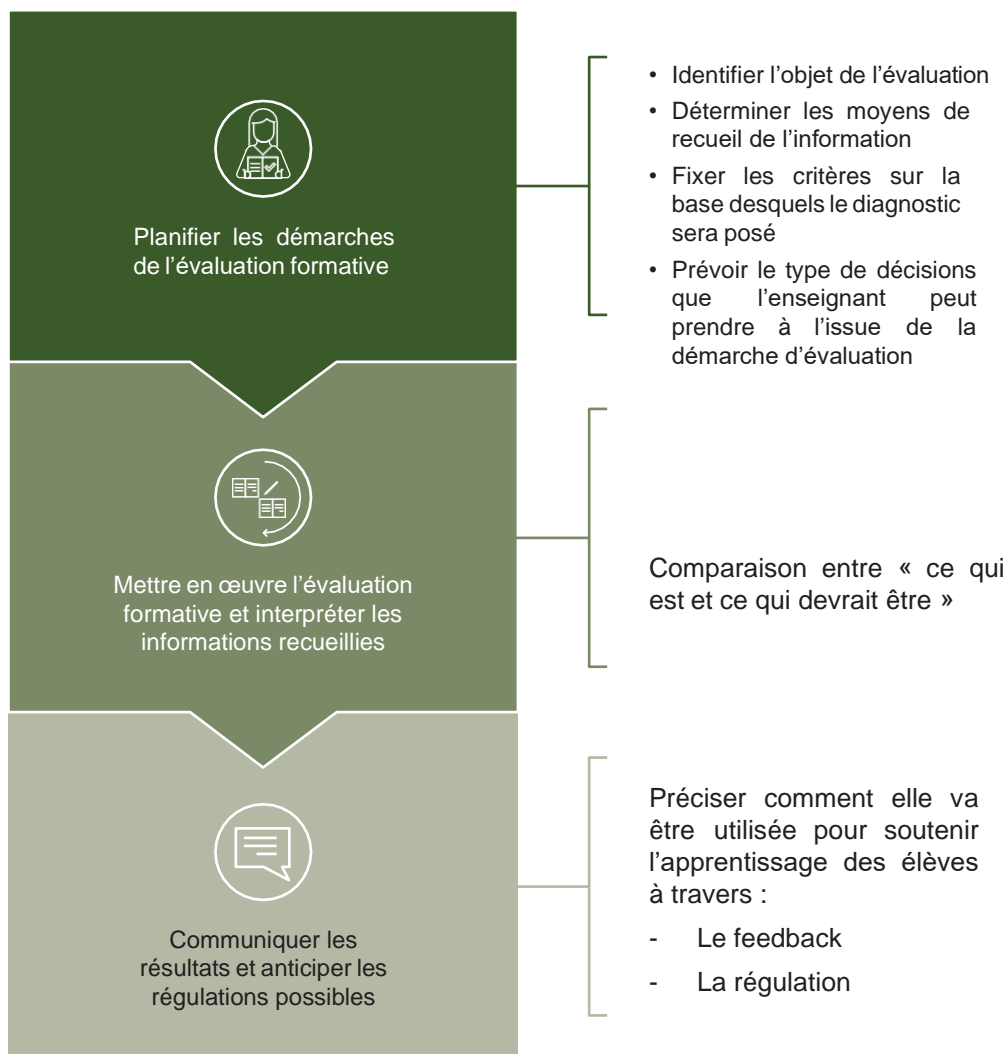 Planifier les démarches
de l’évaluation formative
• Identifier l’objet de l’évaluation
• Déterminer les moyens de
recueil de l’information
• Fixer les critères sur la
base desquels le diagnostic
sera posé
• Prévoir le type de décisions
que l’enseignant peut
prendre à l’issue de la
démarche d’évaluation
Mettre en œuvre l’évaluation
formative et interpréter les
informations recueillies
Comparaison entre « ce qui
est et ce qui devrait être »
Communiquer les
résultats et anticiper les
régulations possibles
Préciser comment elle va
être utilisée pour soutenir
l’apprentissage des élèves
à travers :
- Le feedback
- La régulation